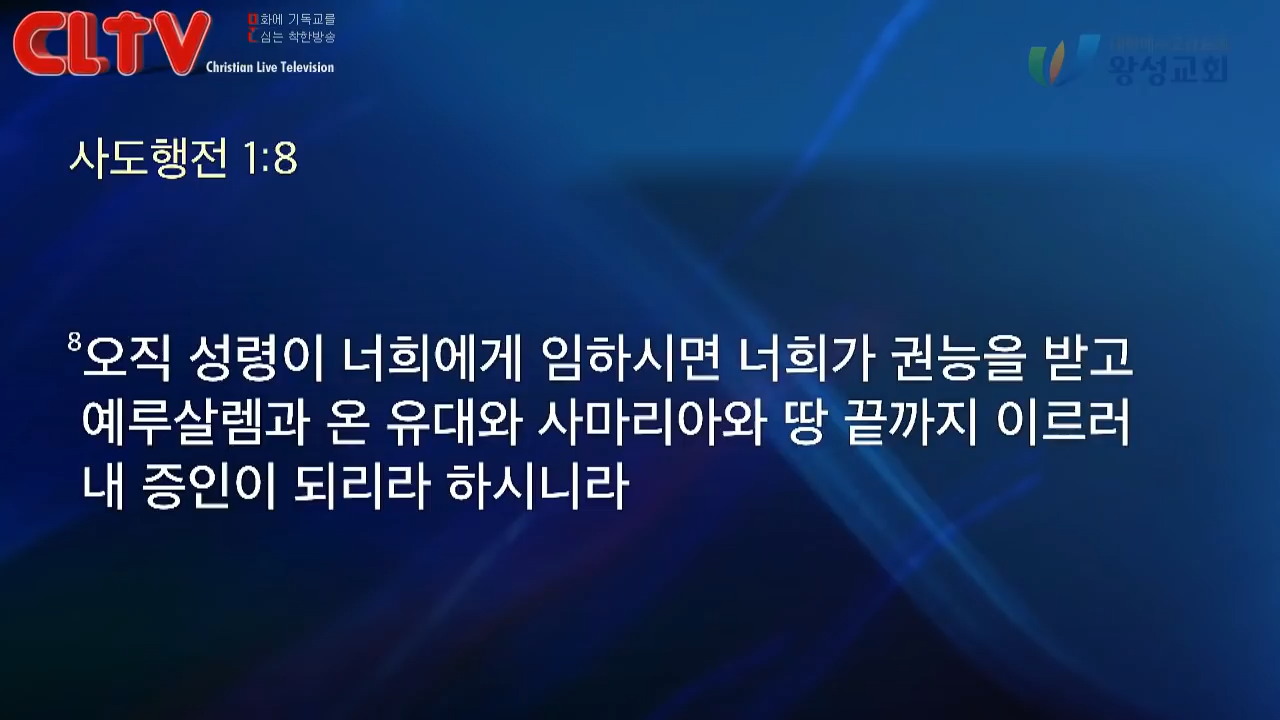 CLTV
화에 기독교를
심는 착한방송
Christian Live Television
왕성교회
사도행전 1:8
8오직 성령이 너희에게 임하시면 너희가 권능을 받고
예루살렘과 온 유대와 사마리아와 땅 끝까지 이르러
내 증인이 되리라 하시니라